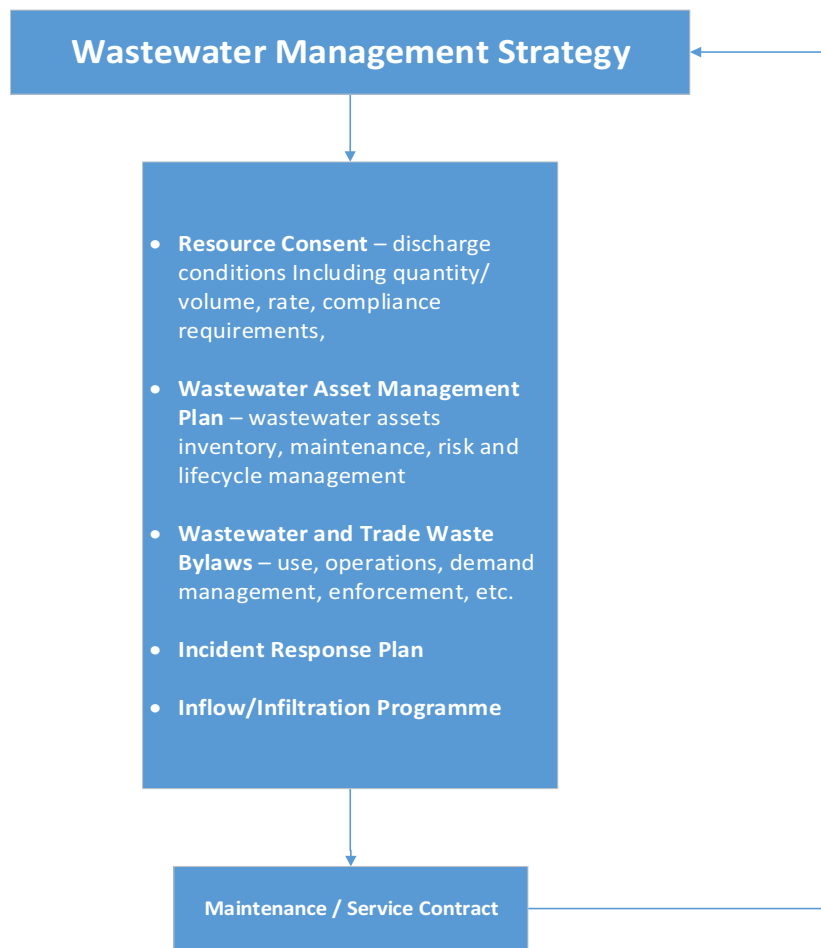 Wastewater Management Strategy
• Resource Consent – discharge
conditions Including quantity/
volume, rate, compliance
requirements,
• Wastewater Asset Management
Plan – wastewater assets
inventory, maintenance, risk and
lifecycle management
• Wastewater and Trade Waste
Bylaws – use, operations, demand
management, enforcement, etc.
• Incident Response Plan
• Inflow/Infiltration Programme
Maintenance / Service Contract